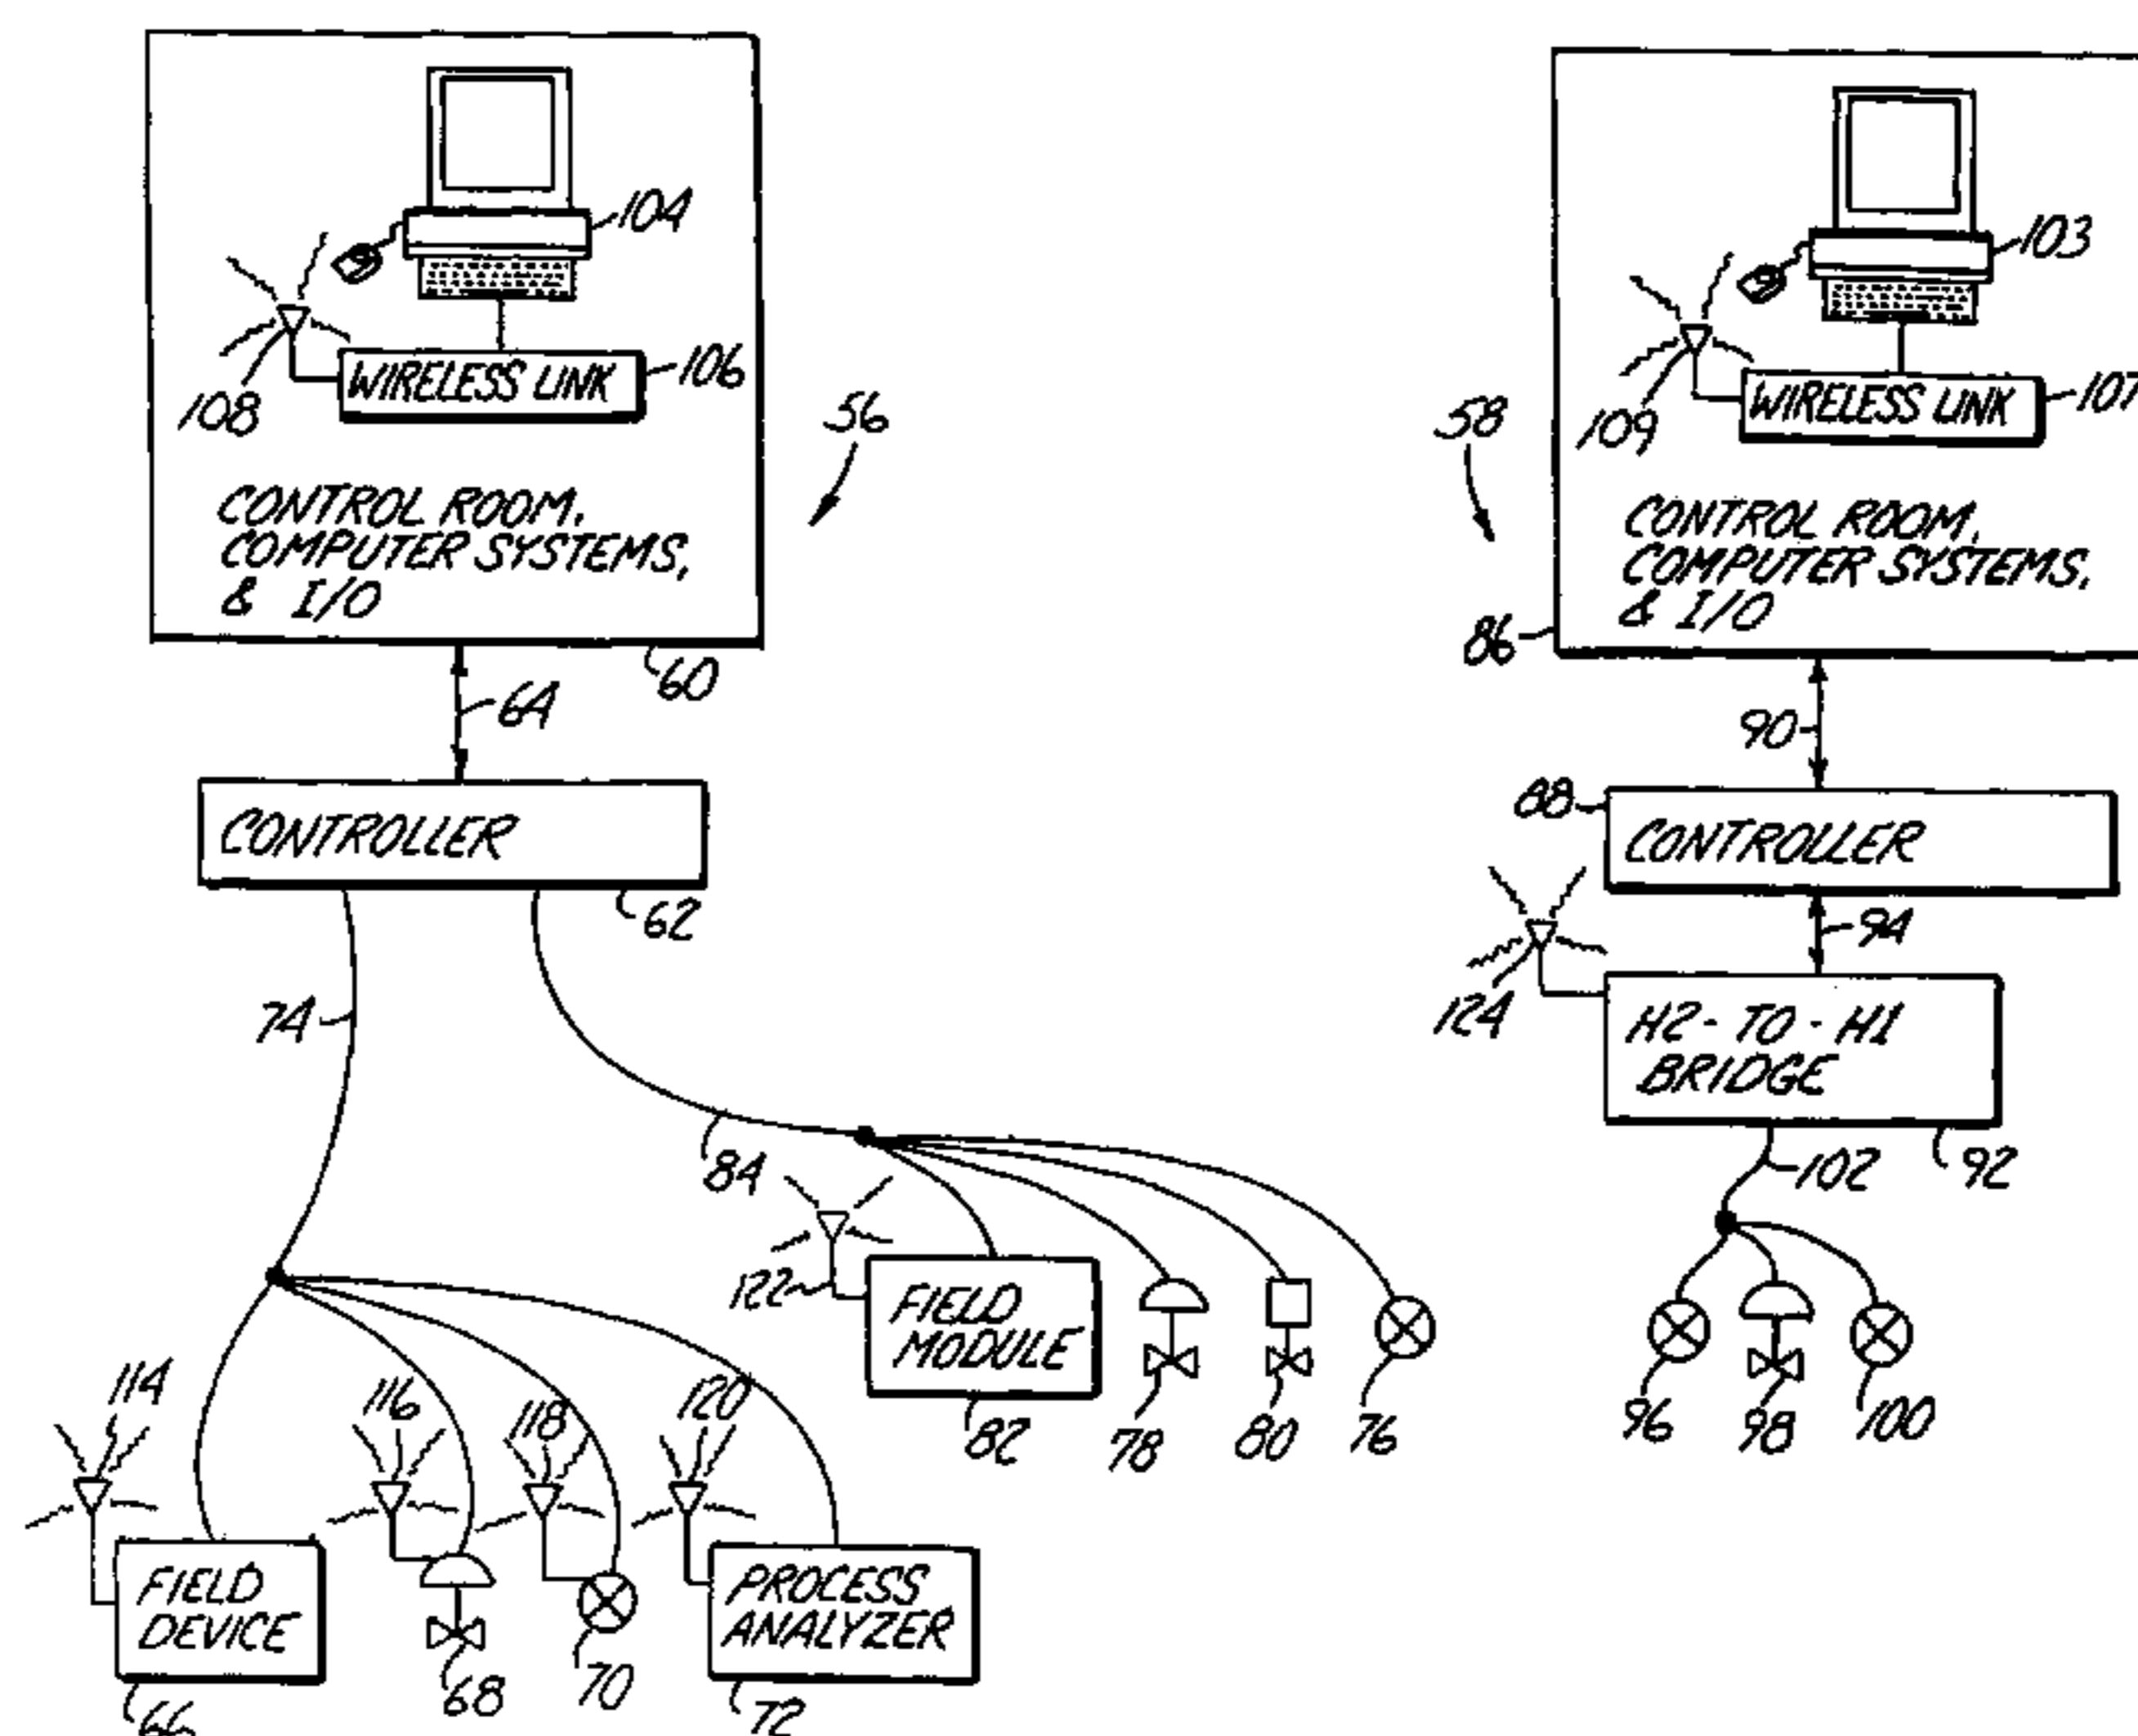 104
103
106
107
WIRELESS LINK
WIRELESS LINK
108
109
56
58
CONTROL ROOM,
COMPUTER SYSTEMS,
& I/O
CONTROL ROOM,
COMPUTER SYSTEMS,
& I/O
86
60
64
90
88
CONTROLLER
CONTROLLER
62
94
74
124
H2-TO-H1
BRIDGE
84
102
92
122
FIELD
MODULE
114
116
118
120
82
78
80
76
96
98
100
FIELD
DEVICE
PROCESS
ANALYZER
66
68
70
72